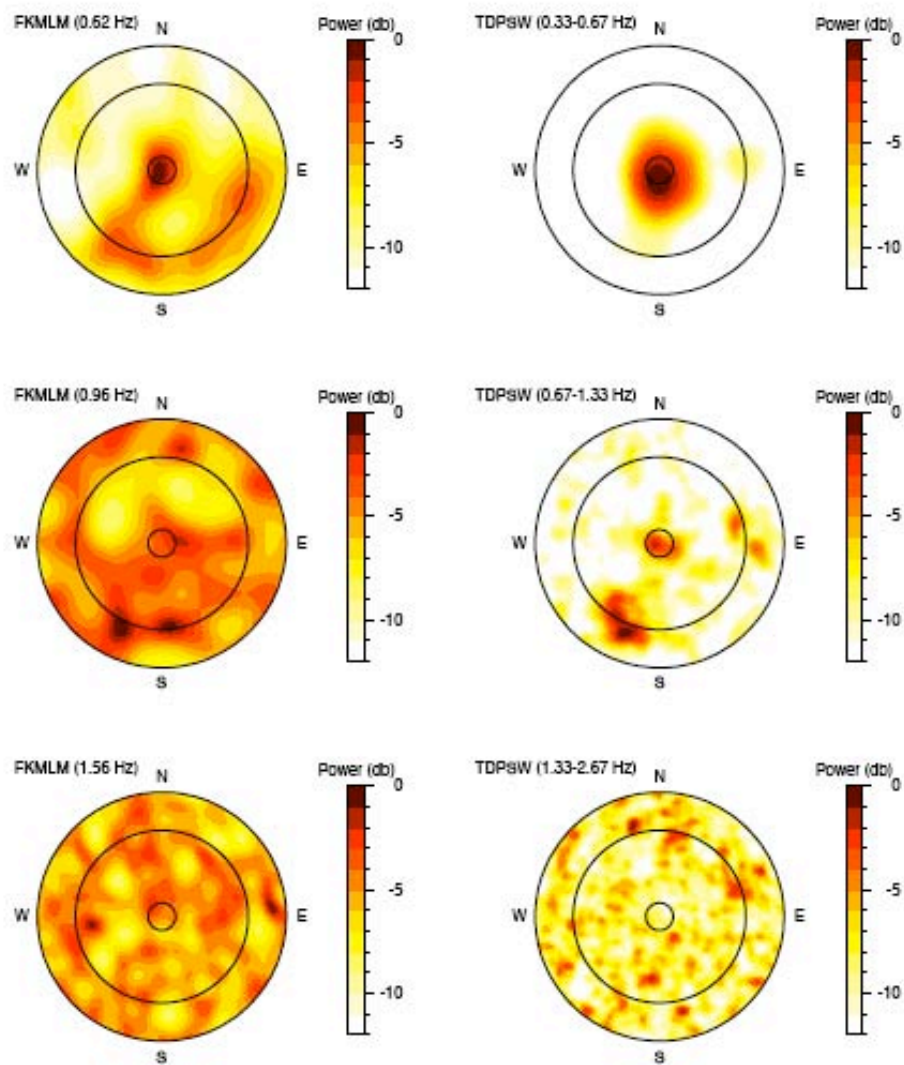 FKMLM (0.62 Hz)
N
Power (db)
0
-5
-10
W
E
S
TDPSW (0.33-0.67 Hz)
N
Power (db)
0
-5
-10
W
E
S
FKMLM (0.96 Hz)
N
Power (db)
0
-5
-10
W
E
S
TDPSW (0.67-1.33 Hz)
N
Power (db)
0
-5
-10
W
E
S
FKMLM (1.56 Hz)
N
Power (db)
0
-5
-10
W
E
S
TDPSW (1.33-2.67 Hz)
N
Power (db)
0
-5
-10
W
E
S